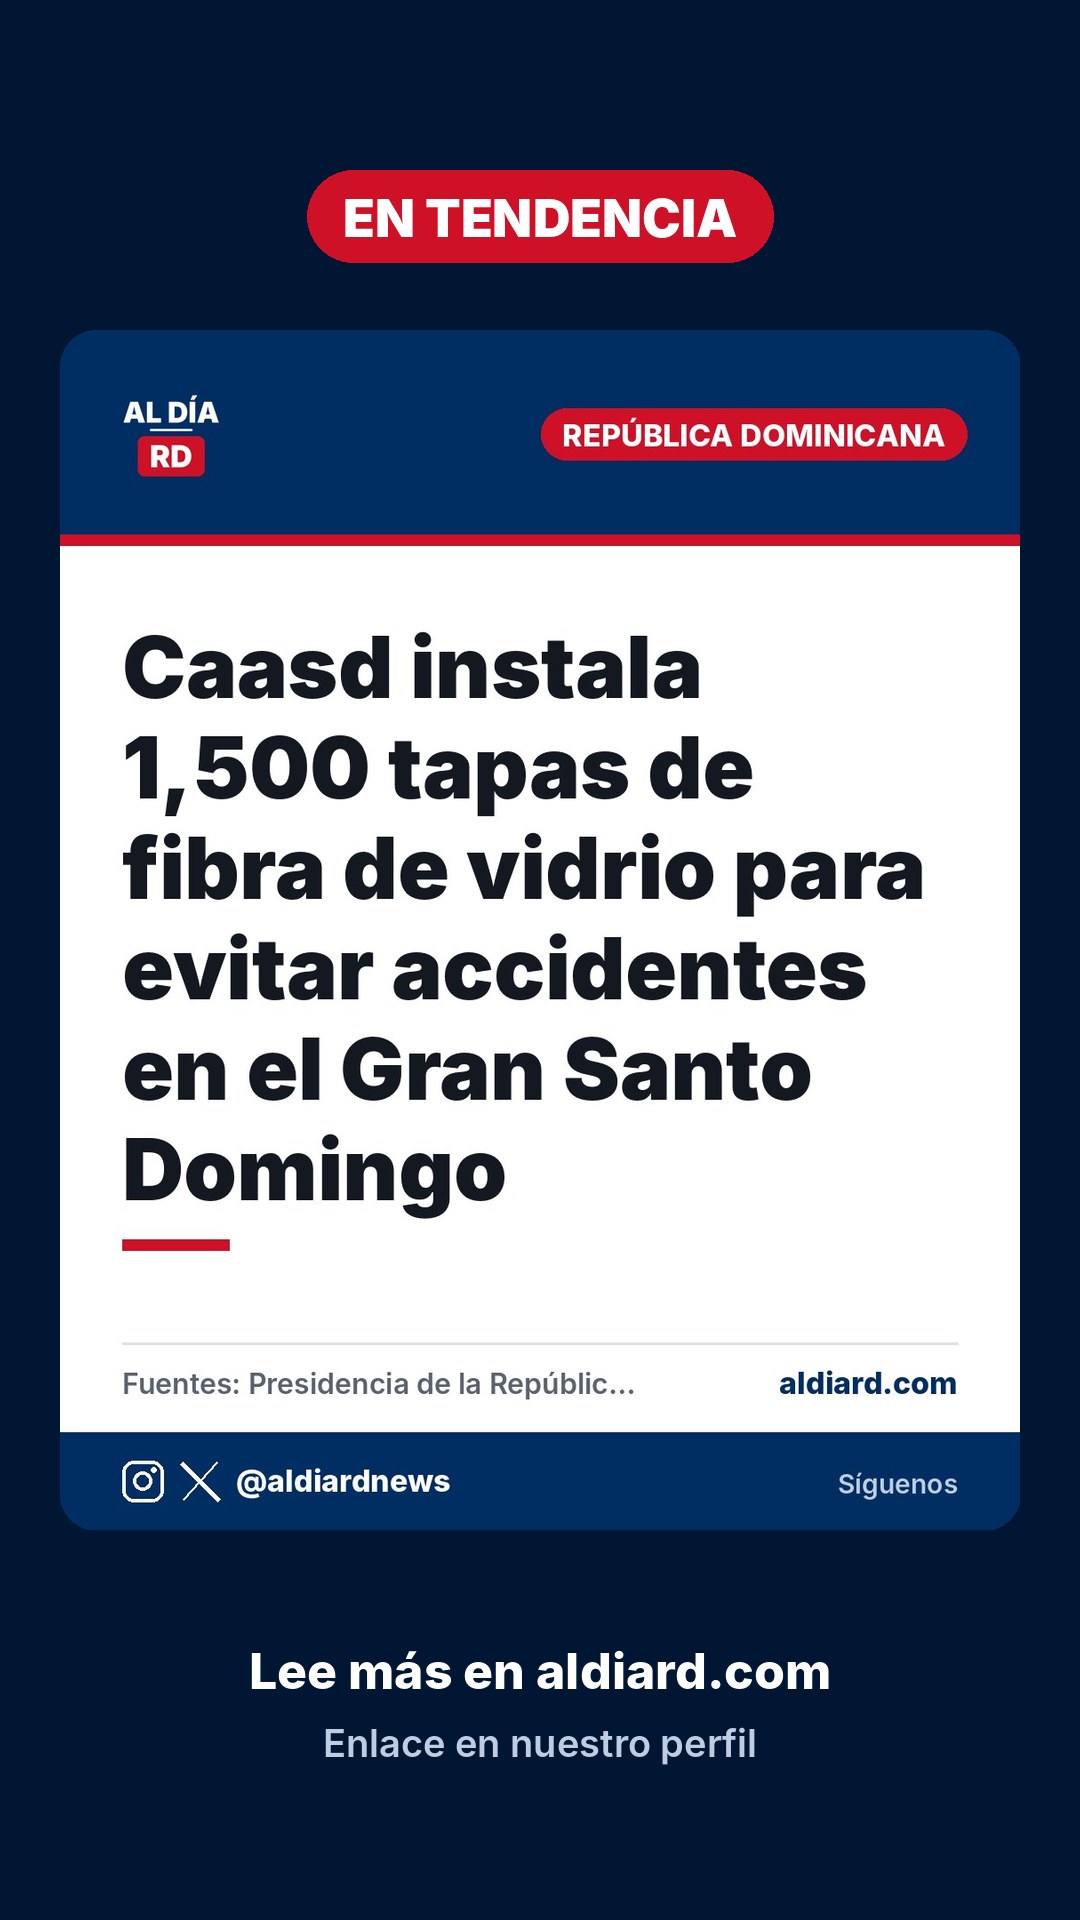 EN TENDENCIA
AL DÍA
RD
REPÚBLICA DOMINICANA
Caasd instala
1,500 tapas de
fibra de vidrio para
evitar accidentes
en el Gran Santo
Domingo
Fuentes: Presidencia de la Repúblic...
aldiard.com
@aldiardnews
Síguenos
Lee más en aldiard.com
Enlace en nuestro perfil